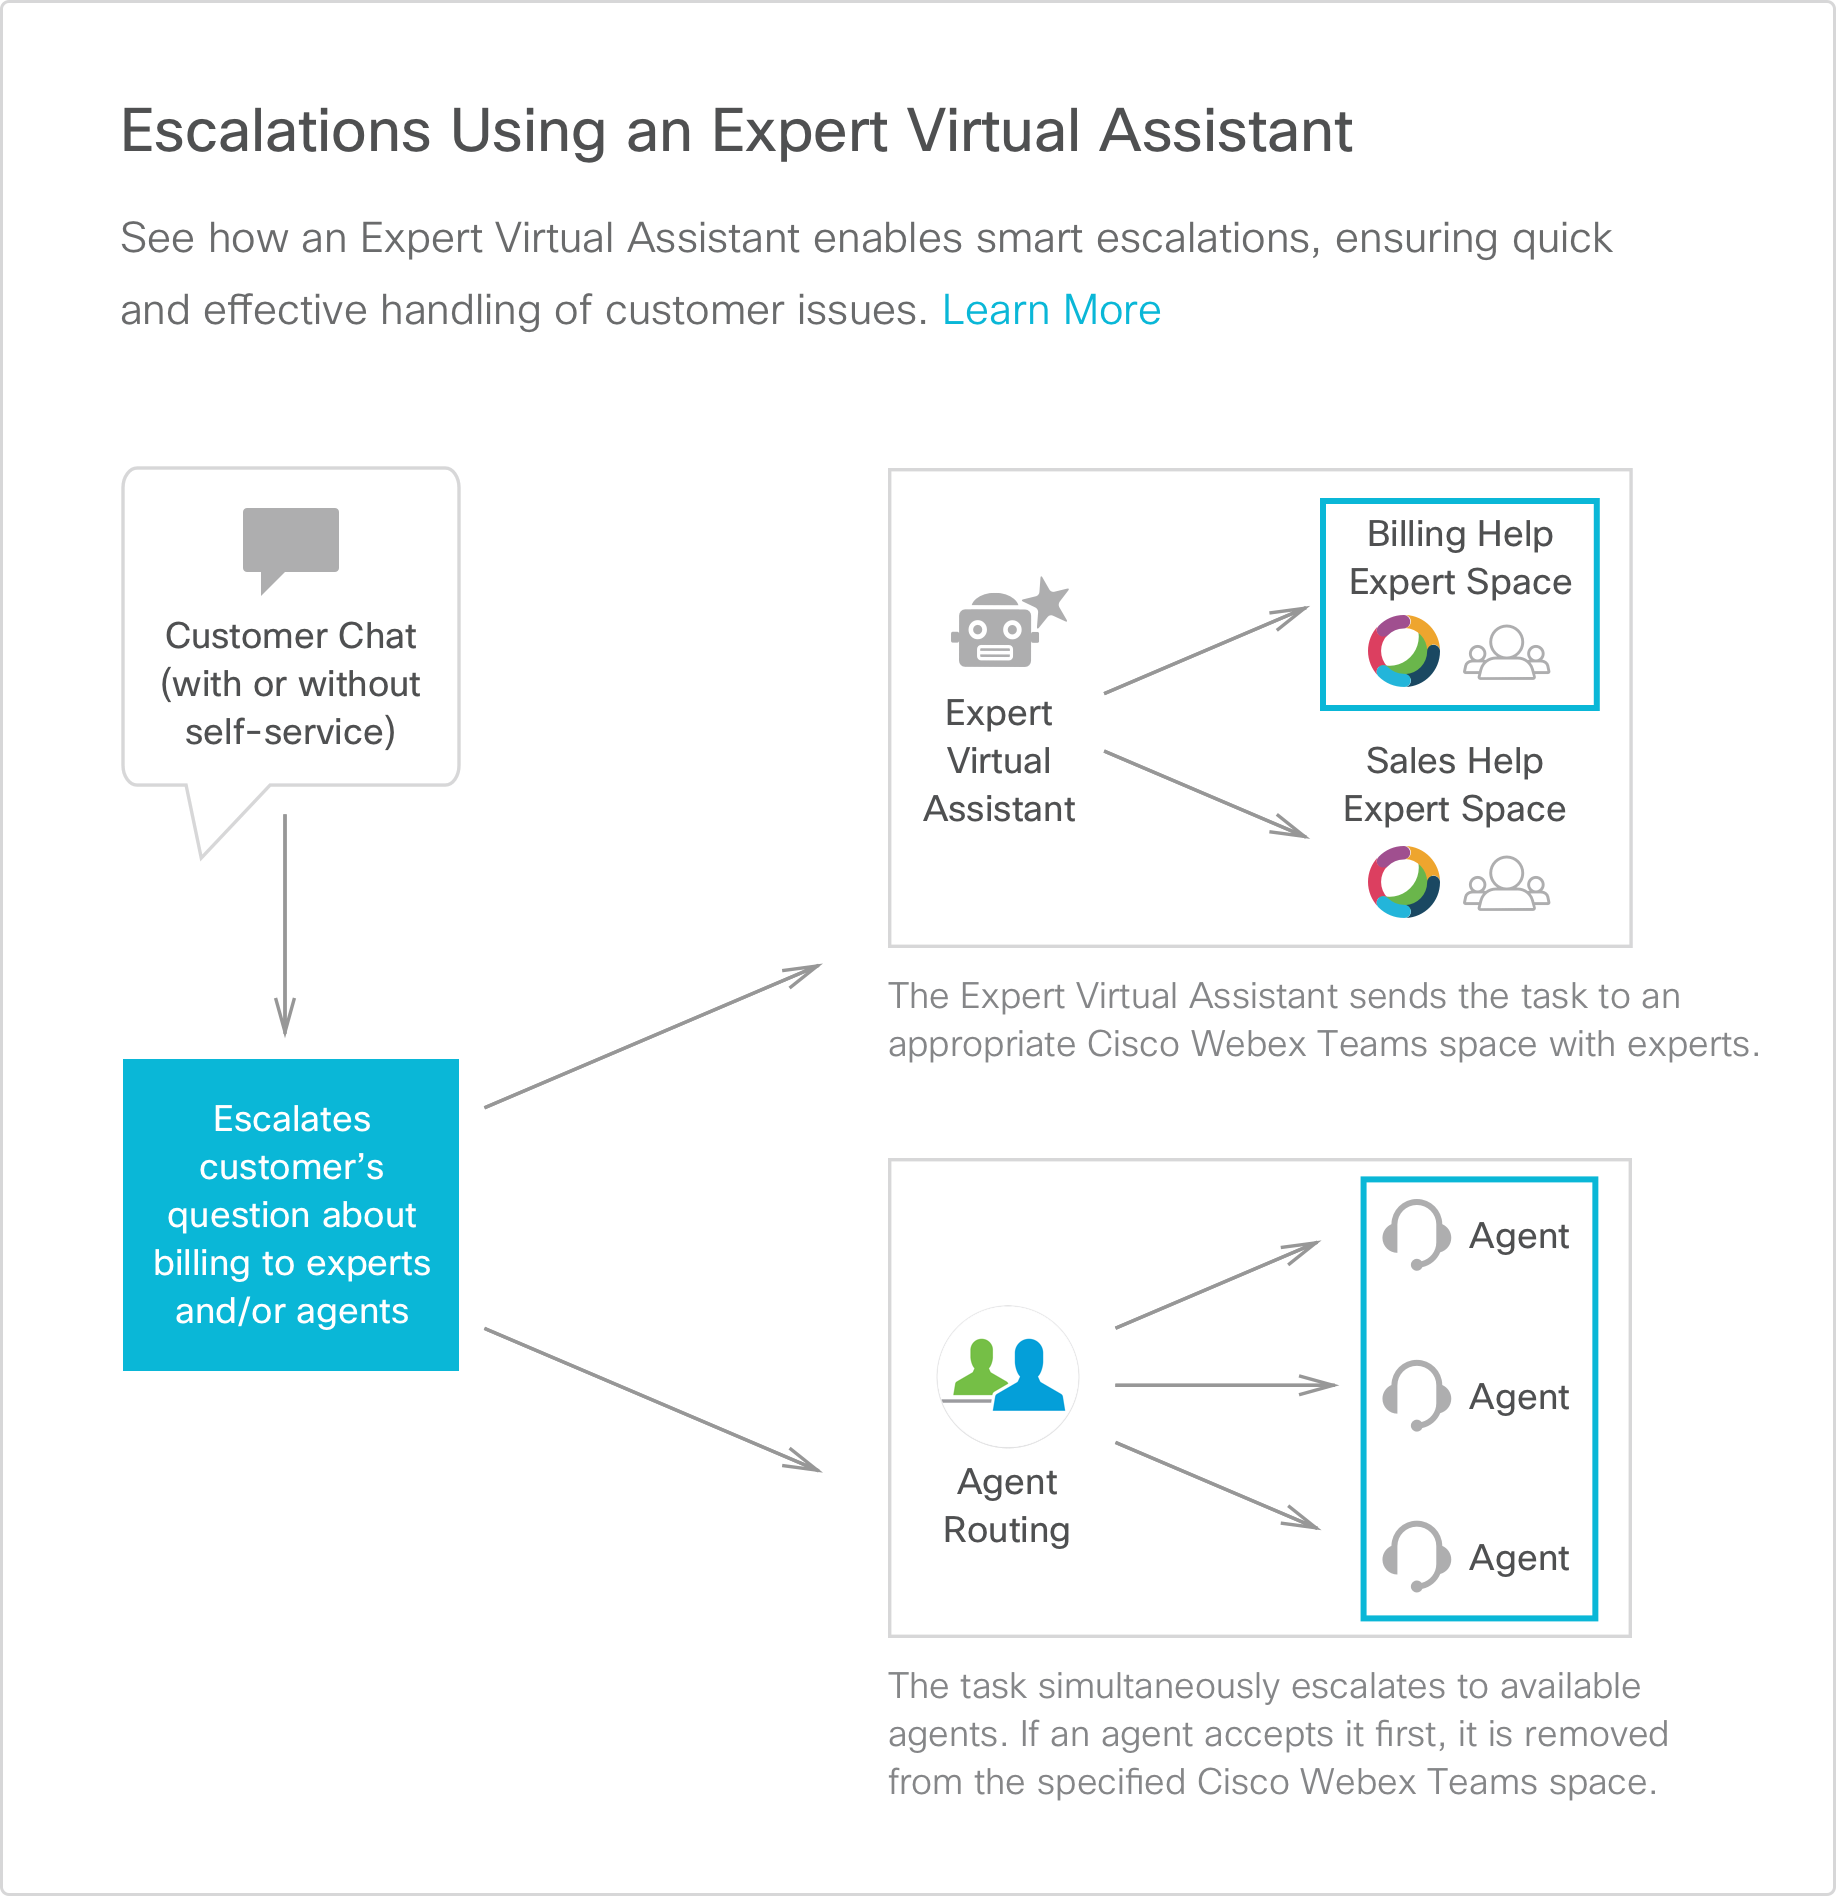 Escalations Using an Expert Virtual Assistant
See how an Expert Virtual Assistant enables smart escalations, ensuring quick
and effective handling of customer issues. Learn More
Customer Chat
(with or without
self-service)
Escalates
customer’s
question about
billing to experts
and/or agents
Expert
Virtual
Assistant
Billing Help
Expert Space
Sales Help
Expert Space
The Expert Virtual Assistant sends the task to an
appropriate Cisco Webex Teams space with experts.
Agent
Routing
Agent
Agent
Agent
The task simultaneously escalates to available
agents. If an agent accepts it first, it is removed
from the specified Cisco Webex Teams space.